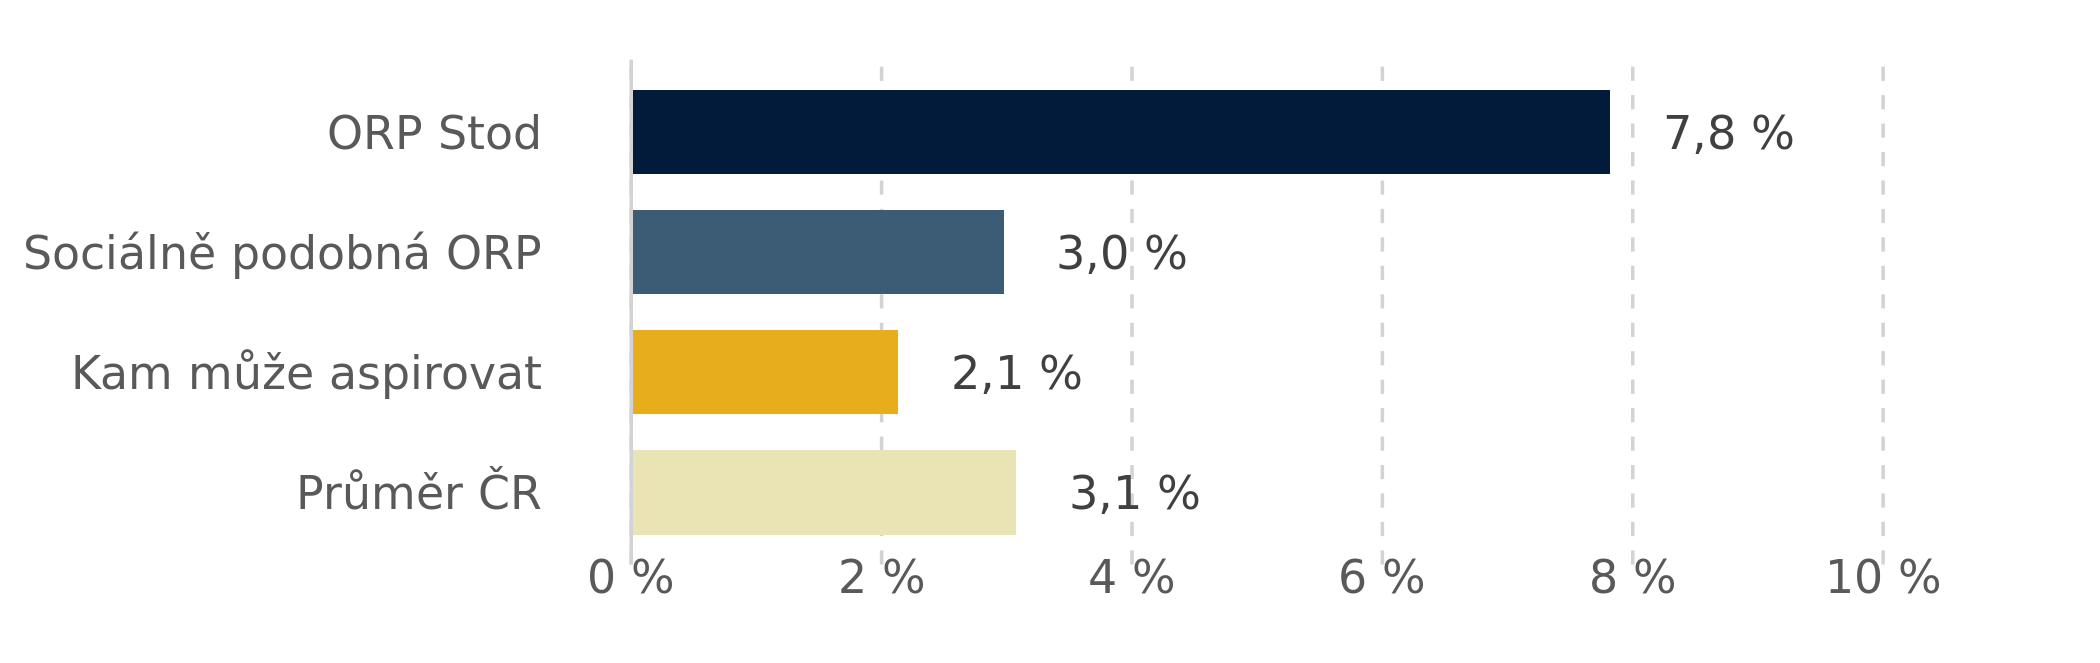 ORP Stod 7,8 %
Sociálně podobná ORP 3,0 %
Kam může aspirovat 2,1 %
Průměr ČR 3,1 %
0 % 2 % 4 % 6 % 8 % 10 %